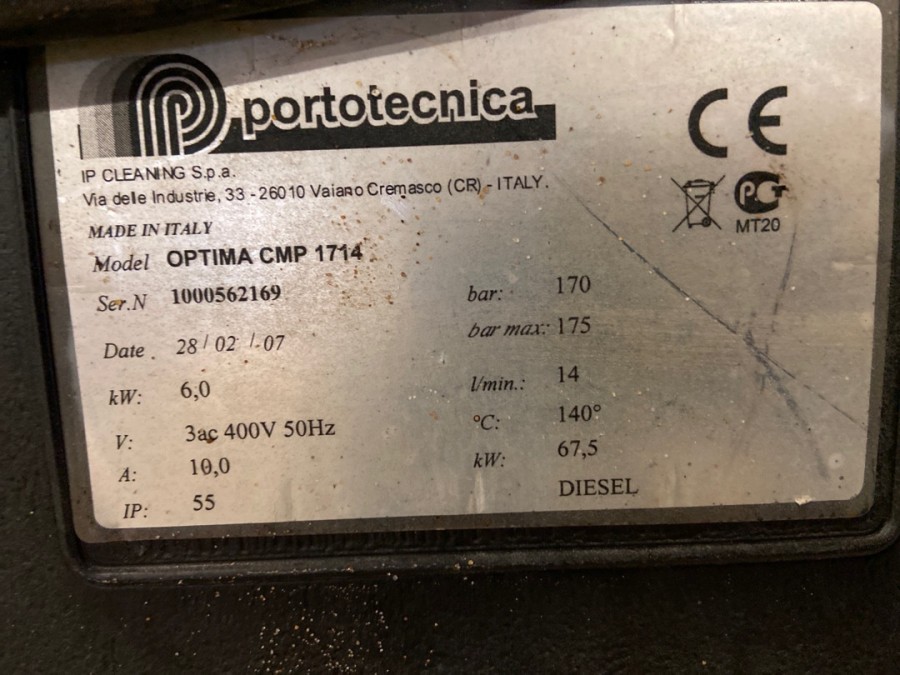 portotecnica
CE
IP CLEANING S.p.a.
Via delle Industrie, 33 - 26010 Vaiano Cremasco (CR) - ITALY.
MT20
MADE IN ITALY
Model OPTIMA CMP 1714
Ser.N 1000562169
Date 28 / 02 / 07
kW: 6,0
V: 3ac 400V 50Hz
A: 10,0
IP: 55
bar: 170
bar max: 175
l/min.: 14
°C: 140°
kW: 67,5
DIESEL